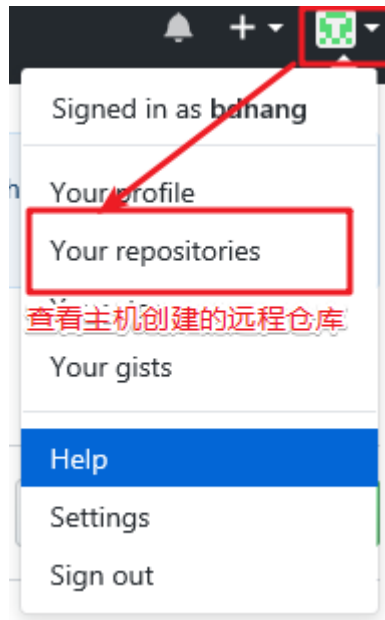 Signed in as bdhang
Your profile
Your repositories
查看主机创建的远程仓库
Your gists
Help
Settings
Sign out